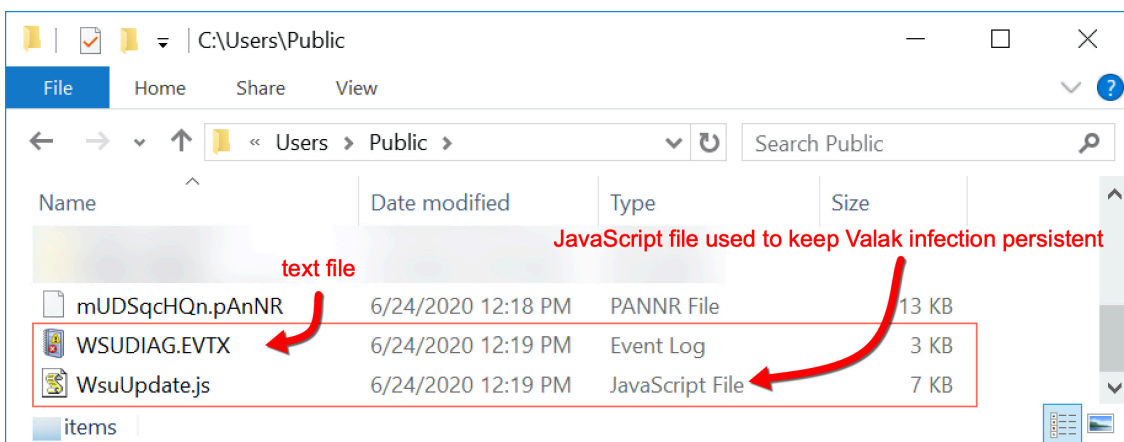 C:\Users\Public
File Home Share View
« Users > Public > Search Public
Name Date modified Type Size
JavaScript file used to keep Valak infection persistent
text file
mUDSqcHQn.pAnNR 6/24/2020 12:18 PM PANNR File 13 KB
WSUDIAG.EVTX 6/24/2020 12:19 PM Event Log 3 KB
WsuUpdate.js 6/24/2020 12:19 PM JavaScript File 7 KB
items